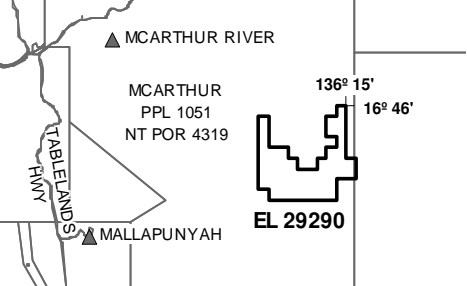 MCARTHUR RIVER
MCARTHUR
PPL 1051
NT POR 4319
136º 15'
16º 46'
TABLELANDS
HWY
EL 29290
MALLAPUNYAH